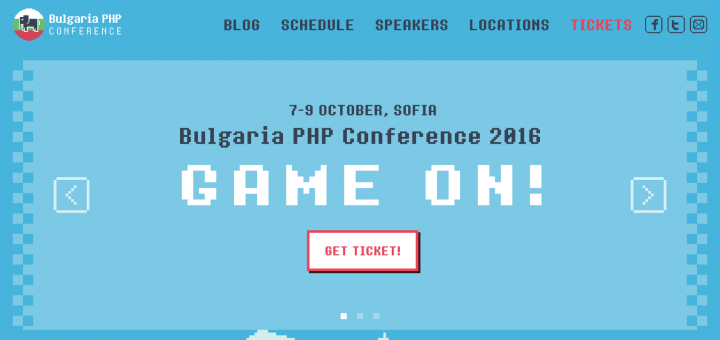 Bulgaria PHP
CONFERENCE
BLOG SCHEDULE SPEAKERS LOCATIONS TICKETS
7-9 OCTOBER, SOFIA
Bulgaria PHP Conference 2016
GAME ON!
GET TICKET!